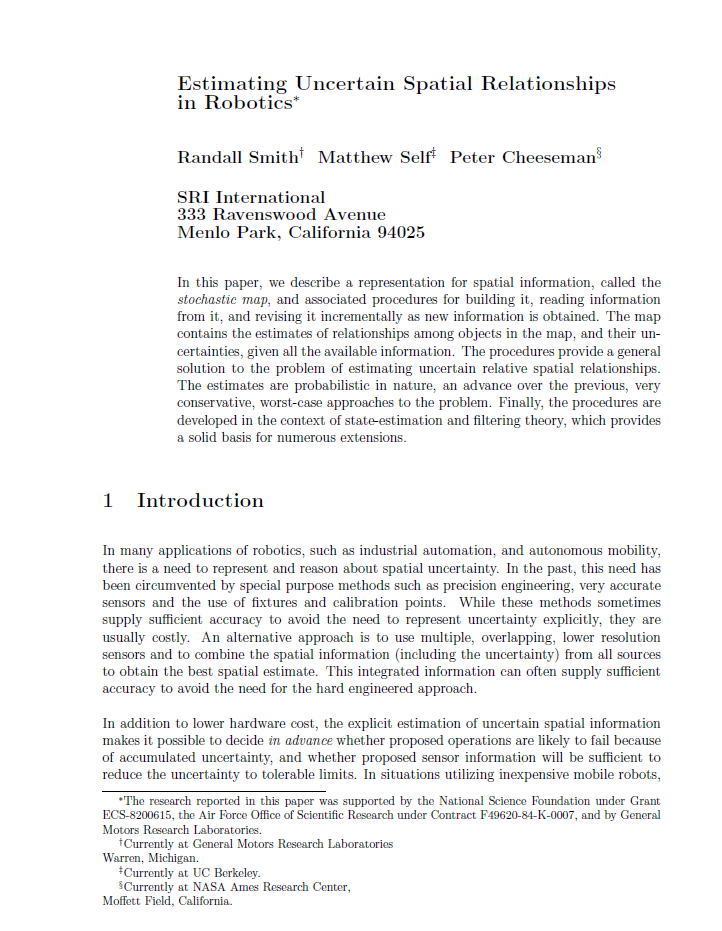 Estimating Uncertain Spatial Relationships
in Robotics*
Randall Smith† Matthew Self‡ Peter Cheeseman§
SRI International
333 Ravenswood Avenue
Menlo Park, California 94025
In this paper, we describe a representation for spatial information, called the
stochastic map, and associated procedures for building it, reading information
from it, and revising it incrementally as new information is obtained. The map
contains the estimates of relationships among objects in the map, and their un-
certainties, given all the available information. The procedures provide a general
solution to the problem of estimating uncertain relative spatial relationships.
The estimates are probabilistic in nature, an advance over the previous, very
conservative, worst-case approaches to the problem. Finally, the procedures are
developed in the context of state-estimation and filtering theory, which provides
a solid basis for numerous extensions.
1 Introduction
In many applications of robotics, such as industrial automation, and autonomous mobility,
there is a need to represent and reason about spatial uncertainty. In the past, this need has
been circumvented by special purpose methods such as precision engineering, very accurate
sensors and the use of fixtures and calibration points. While these methods sometimes
supply sufficient accuracy to avoid the need to represent uncertainty explicitly, they are
usually costly. An alternative approach is to use multiple, overlapping, lower resolution
sensors and to combine the spatial information (including the uncertainty) from all sources
to obtain the best spatial estimate. This integrated information can often supply sufficient
accuracy to avoid the need for the hard engineered approach.
In addition to lower hardware cost, the explicit estimation of uncertain spatial information
makes it possible to decide in advance whether proposed operations are likely to fail because
of accumulated uncertainty, and whether proposed sensor information will be sufficient to
reduce the uncertainty to tolerable limits. In situations utilizing inexpensive mobile robots,
*The research reported in this paper was supported by the National Science Foundation under Grant
ECS-8200615, the Air Force Office of Scientific Research under Contract F49620-84-K-0007, and by General
Motors Research Laboratories.
†Currently at General Motors Research Laboratories
Warren, Michigan.
‡Currently at UC Berkeley.
§Currently at NASA Ames Research Center,
Moffett Field, California.